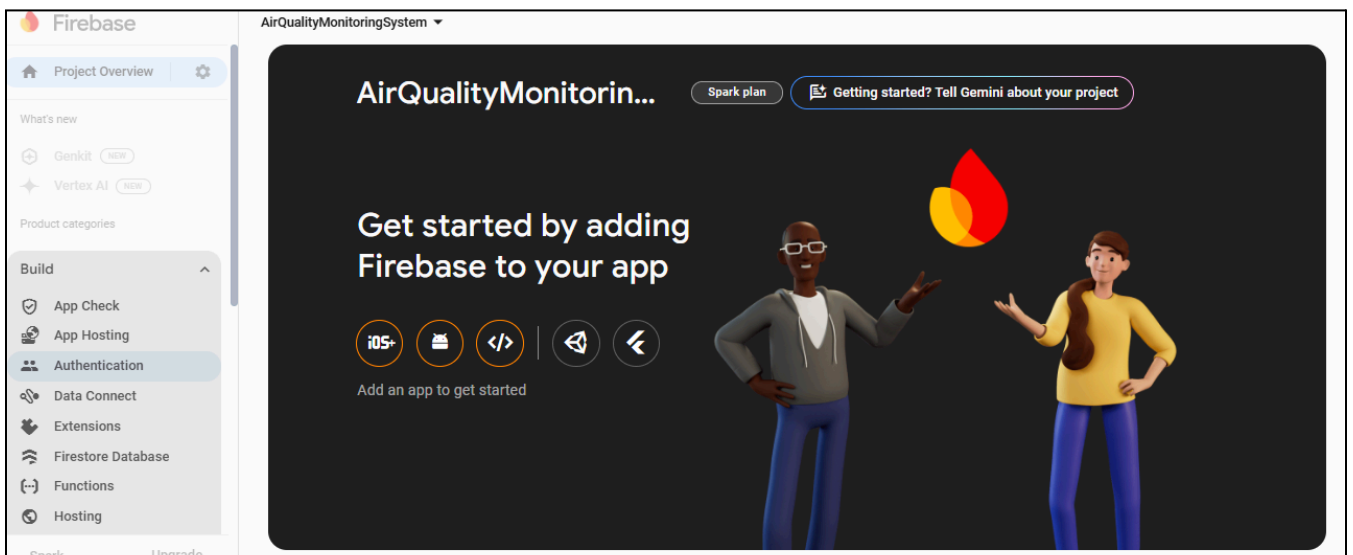 Firebase
AirQualityMonitoringSystem
Project Overview
What's new
Genkit NEW
Vertex AI NEW
Product categories
Build
App Check
App Hosting
Authentication
Data Connect
Extensions
Firestore Database
Functions
Hosting
Spark Upgrade
AirQualityMonitorin...
Spark plan
Getting started? Tell Gemini about your project
Get started by adding
Firebase to your app
iOS+
</>
Add an app to get started